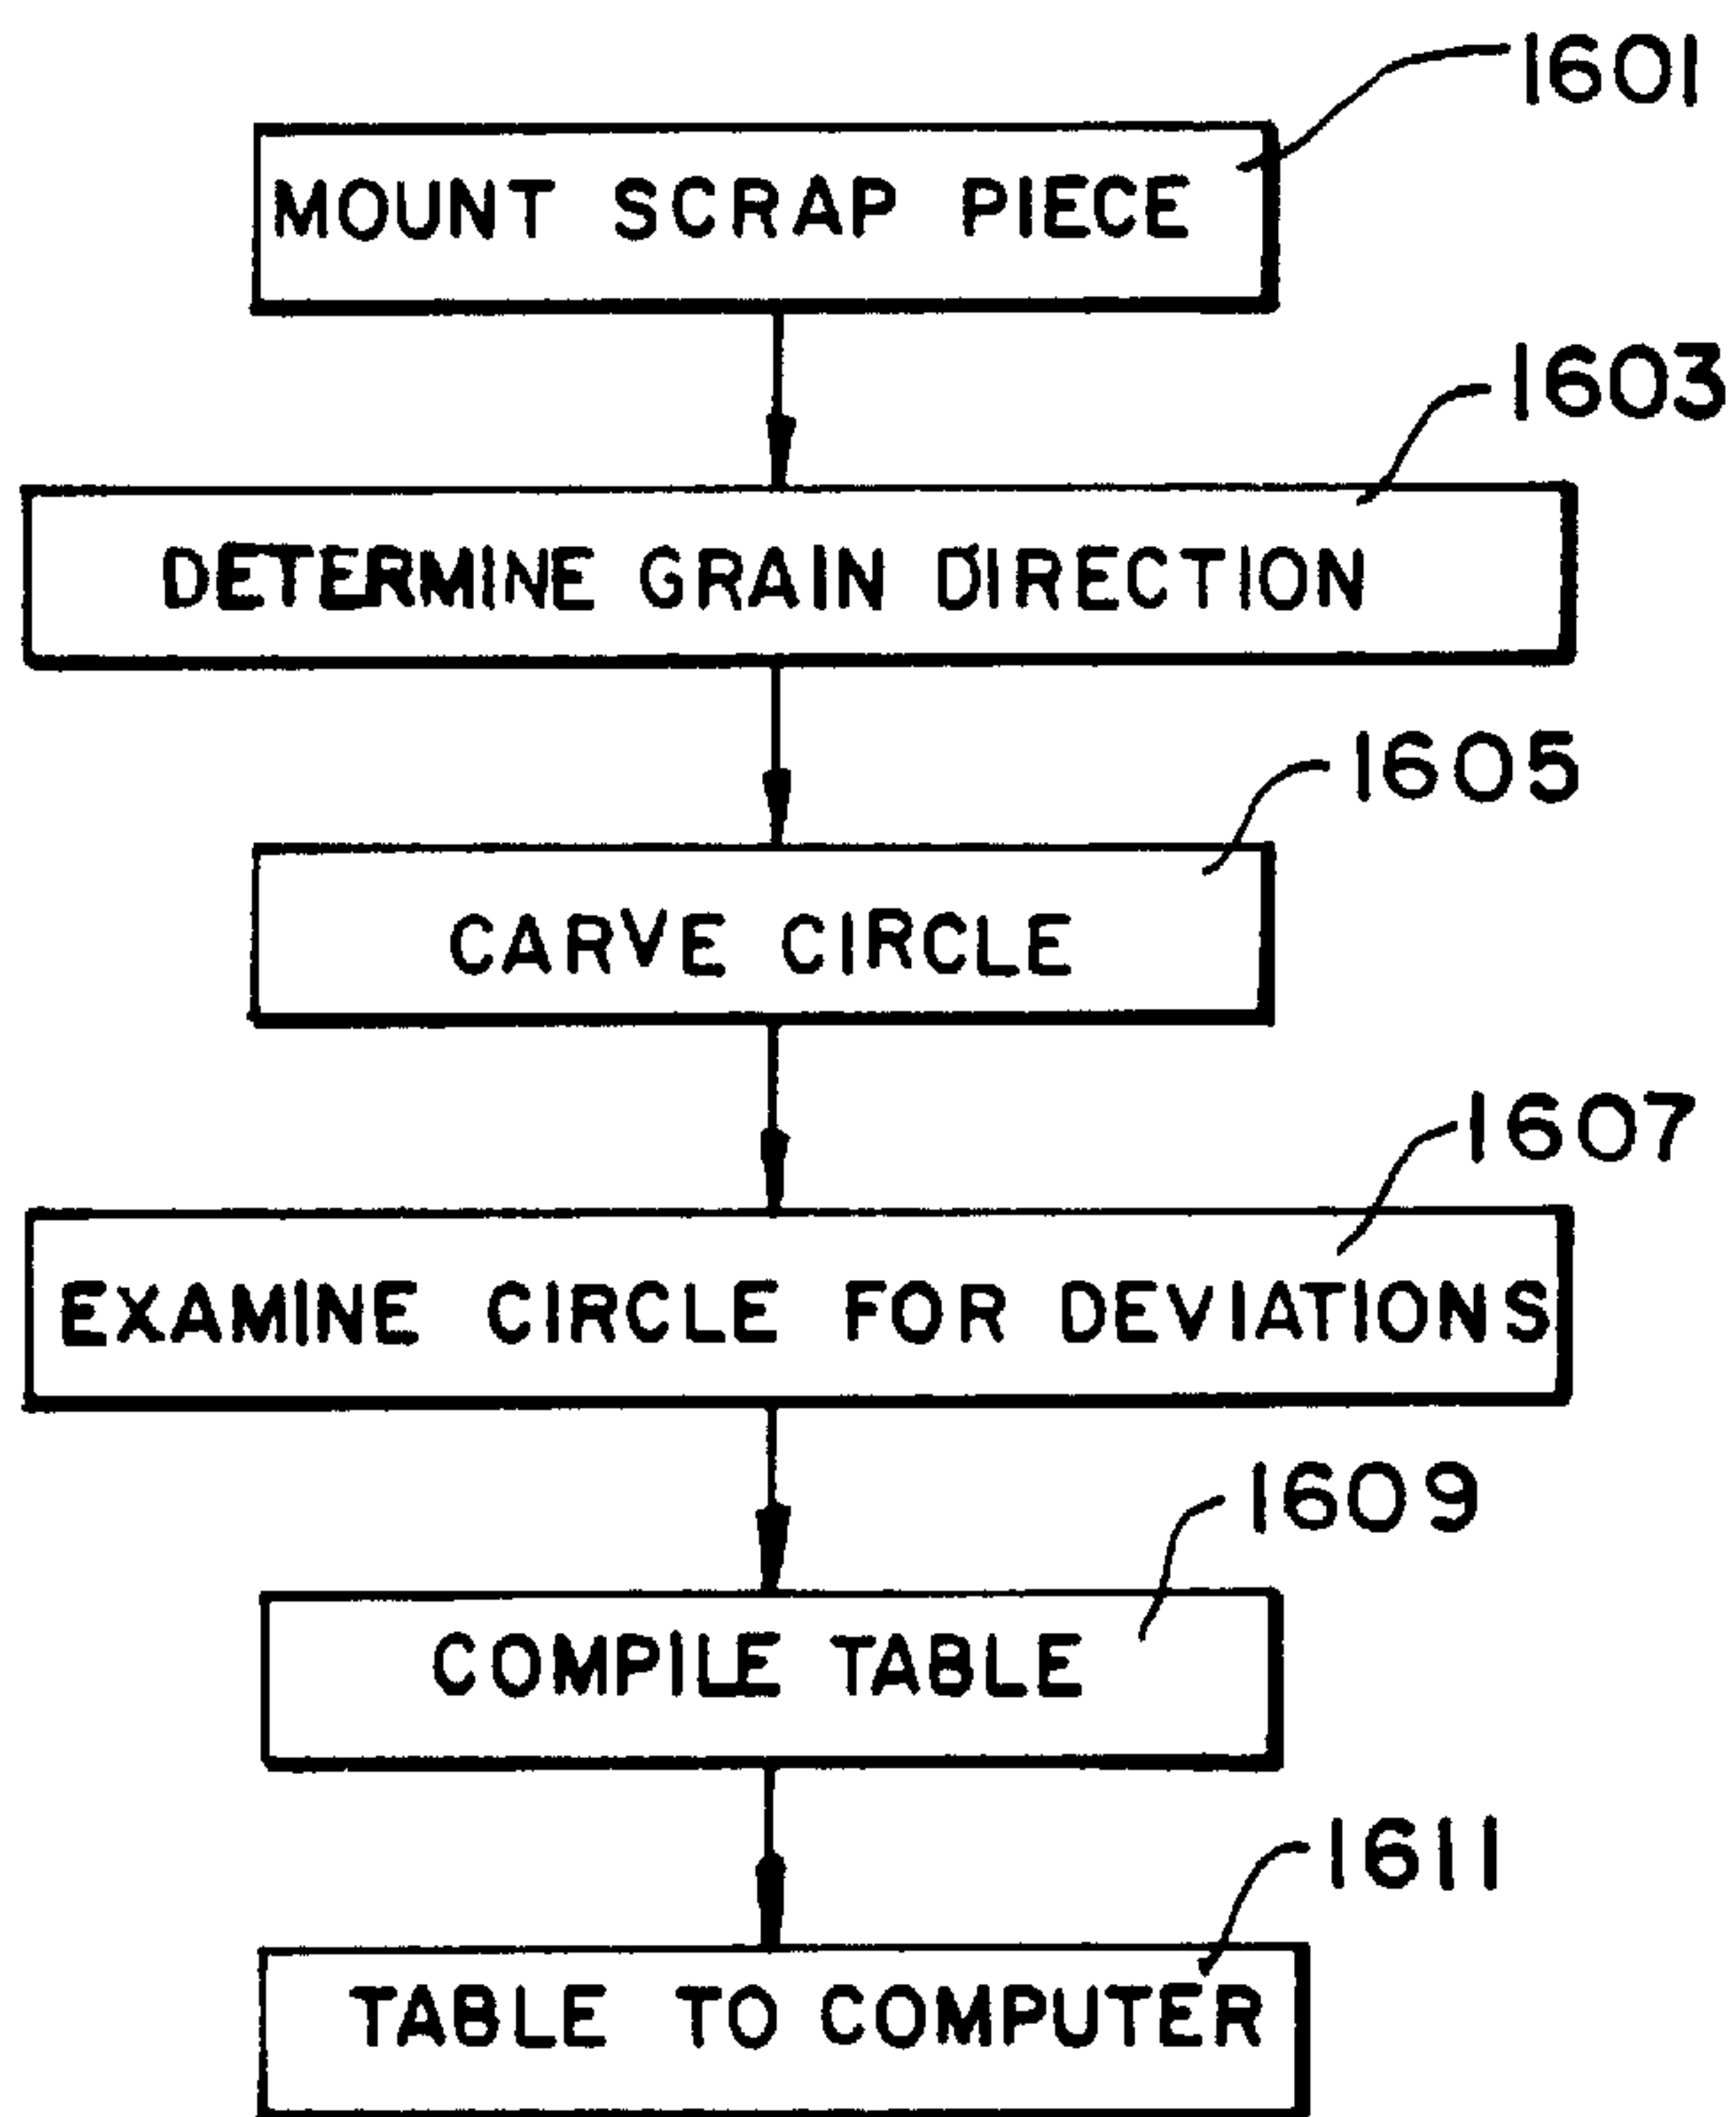 1601
MOUNT SCRAP PIECE
1603
DETERMINE GRAIN DIRECTION
1605
CARVE CIRCLE
1607
EXAMINE CIRCLE FOR DEVIATIONS
1609
COMPILE TABLE
1611
TABLE TO COMPUTER